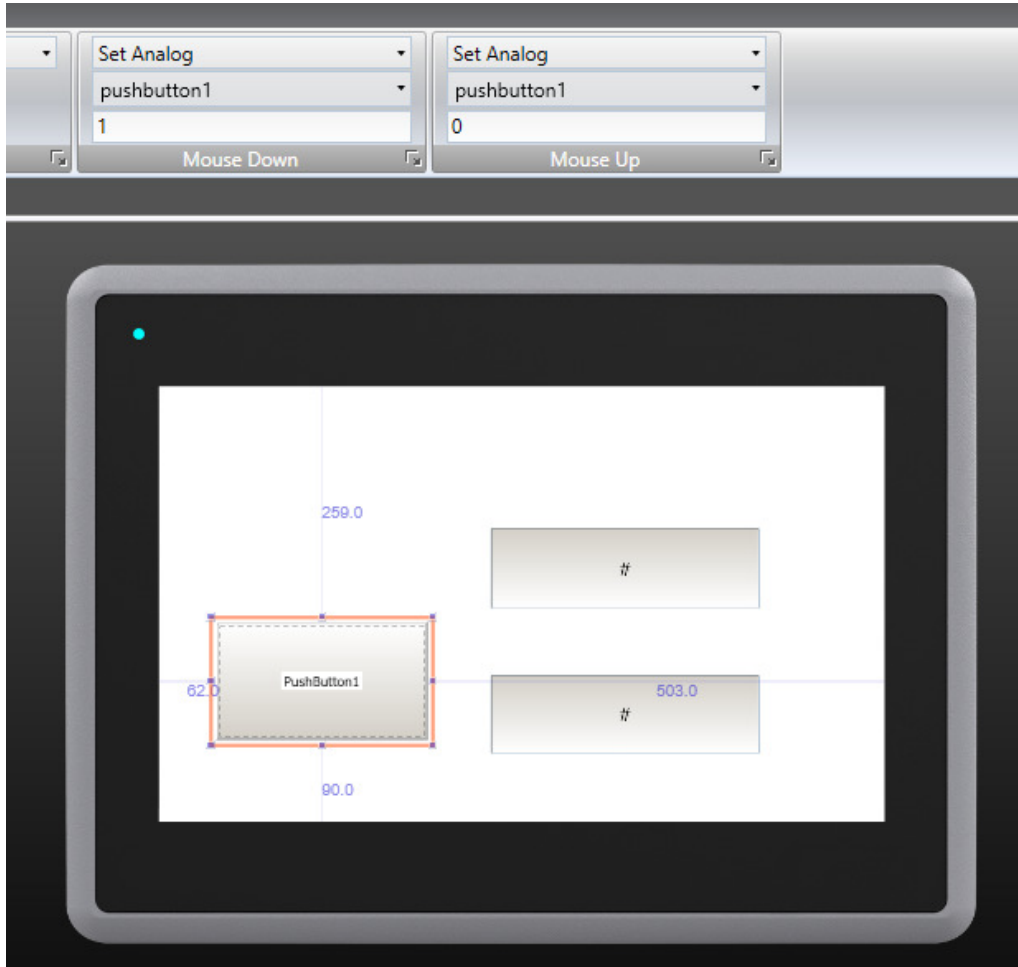 Set Analog
pushbutton1
1
Mouse Down
Set Analog
pushbutton1
0
Mouse Up
259.0
#
PushButton1
62.0
503.0
#
90.0